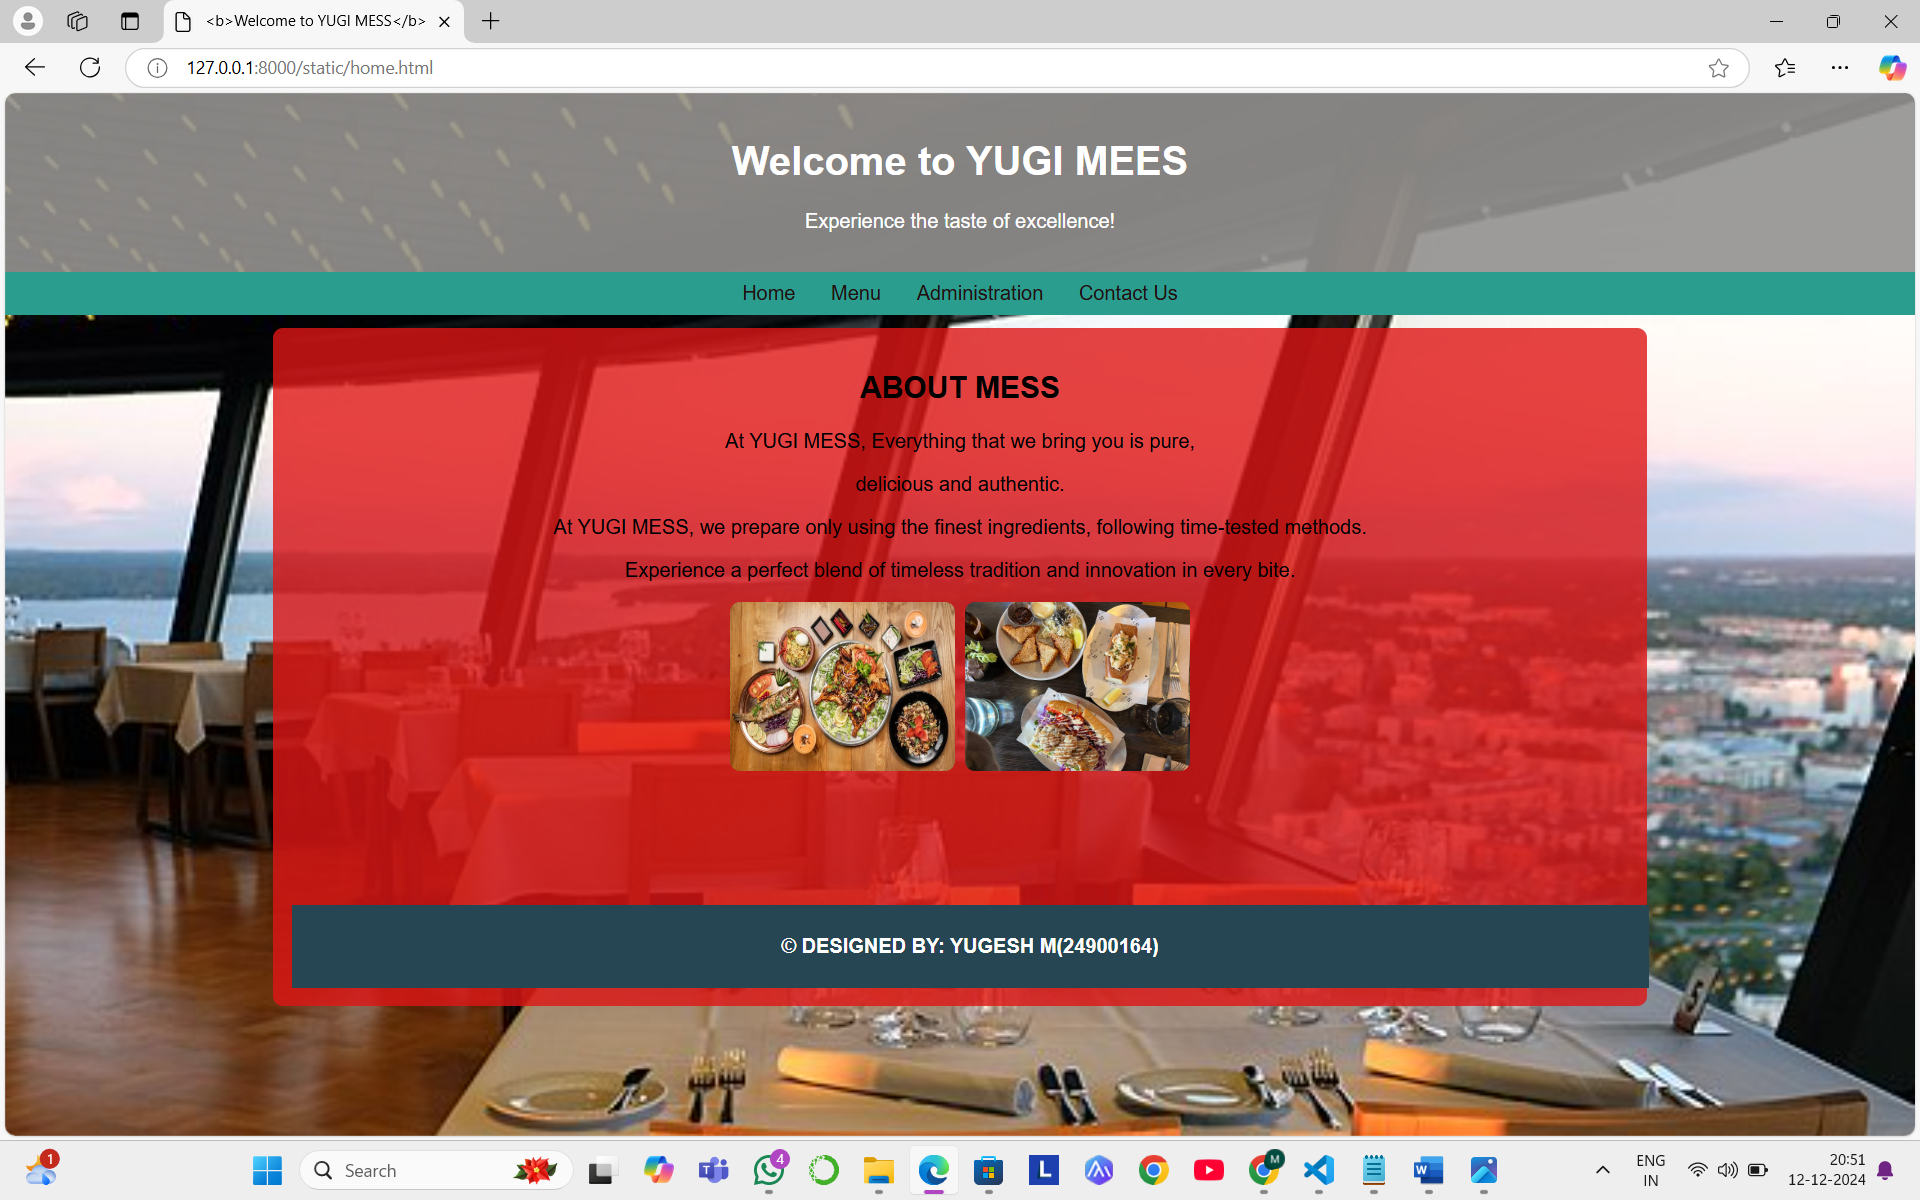 <b>Welcome to YUGI MESS</b>
127.0.0.1:8000/static/home.html
Welcome to YUGI MEES
Experience the taste of excellence!
Home Menu Administration Contact Us
ABOUT MESS
At YUGI MESS, Everything that we bring you is pure,
delicious and authentic.
At YUGI MESS, we prepare only using the finest ingredients, following time-tested methods.
Experience a perfect blend of timeless tradition and innovation in every bite.
© DESIGNED BY: YUGESH M(24900164)
5
1
Search
4
L
M
W
ENG
IN
20:51
12-12-2024